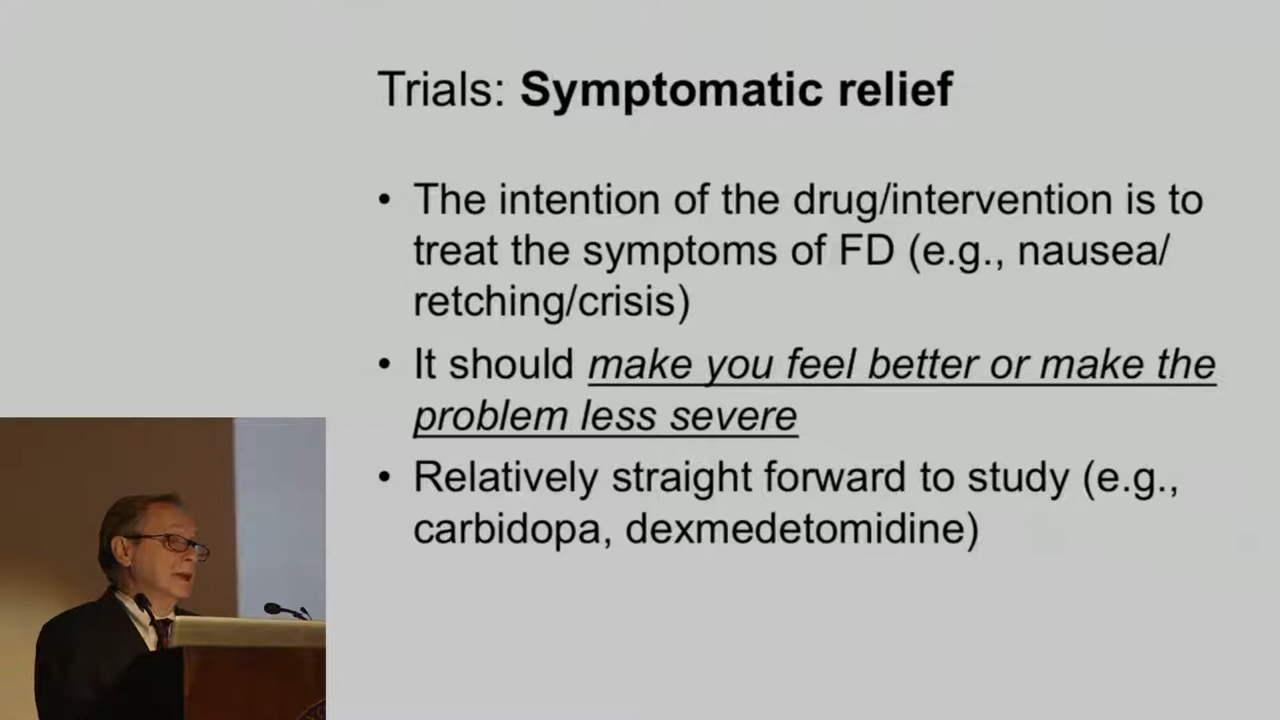 Trials: Symptomatic relief
• The intention of the drug/intervention is to
treat the symptoms of FD (e.g., nausea/
retching/crisis)
• It should make you feel better or make the
problem less severe
• Relatively straight forward to study (e.g.,
carbidopa, dexmedetomidine)